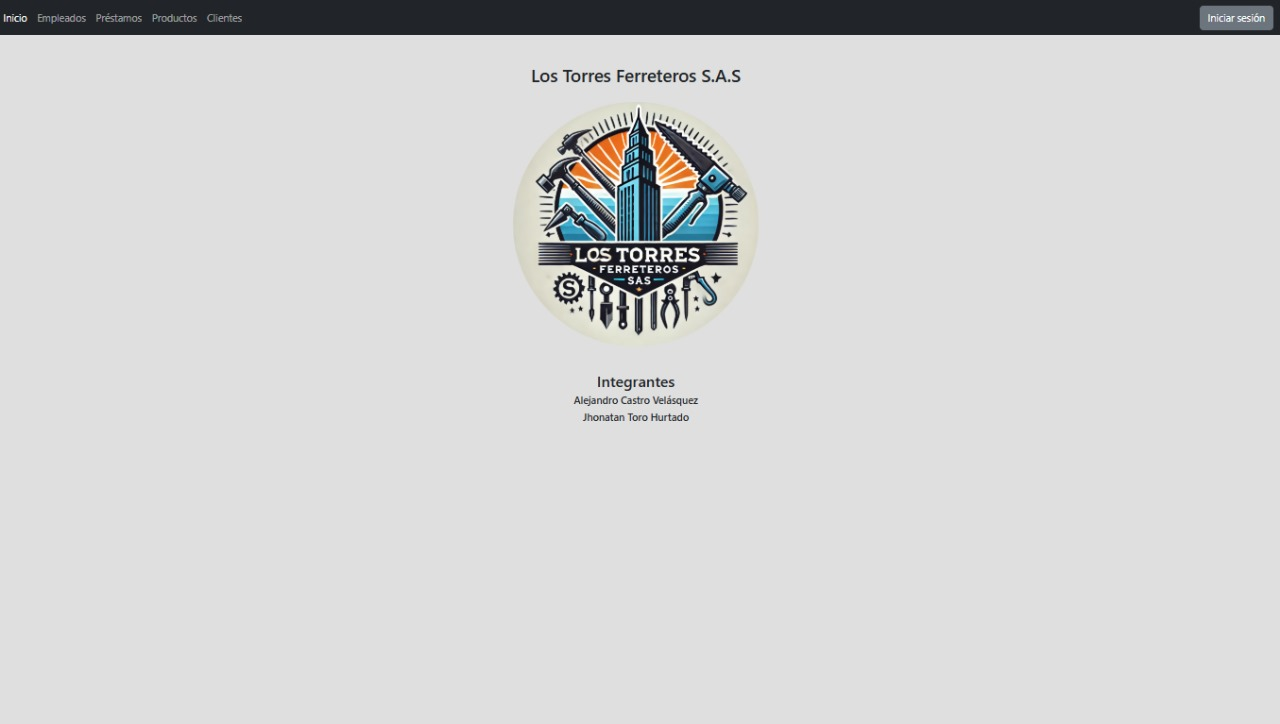 Inicio Empleados Préstamos Productos Clientes Iniciar sesión
Los Torres Ferreteros S.A.S
LOS TORRES
FERRETEROS
SAS
S
Integrantes
Alejandro Castro Velásquez
Jhonatan Toro Hurtado